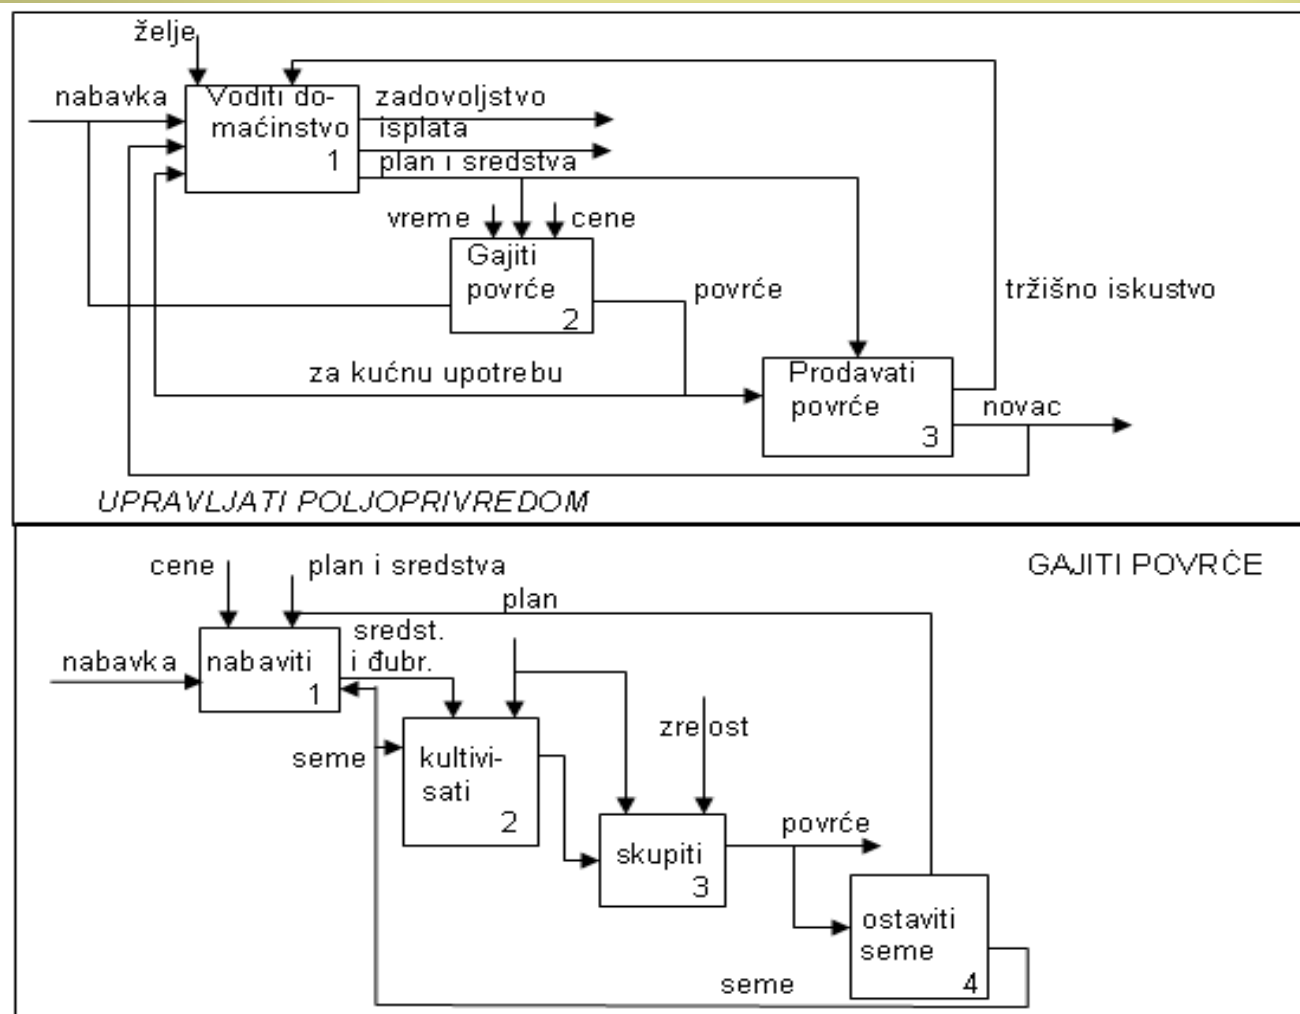 želje
nabavka
Voditi do-
maćinstvo
1
zadovoljstvo
isplata
plan i sredstva
vreme
cene
Gajiti
povrće
2
povrće
tržišno iskustvo
za kućnu upotrebu
Prodavati
povrće
3
novac
UPRAVLJATI POLJOPRIVREDOM
cene
plan i sredstva
GAJITI POVRĆE
plan
sredst.
i đubr.
nabavka
nabaviti
1
zrelost
seme
kultivi-
sati
2
povrće
skupiti
3
ostaviti
seme
4
seme